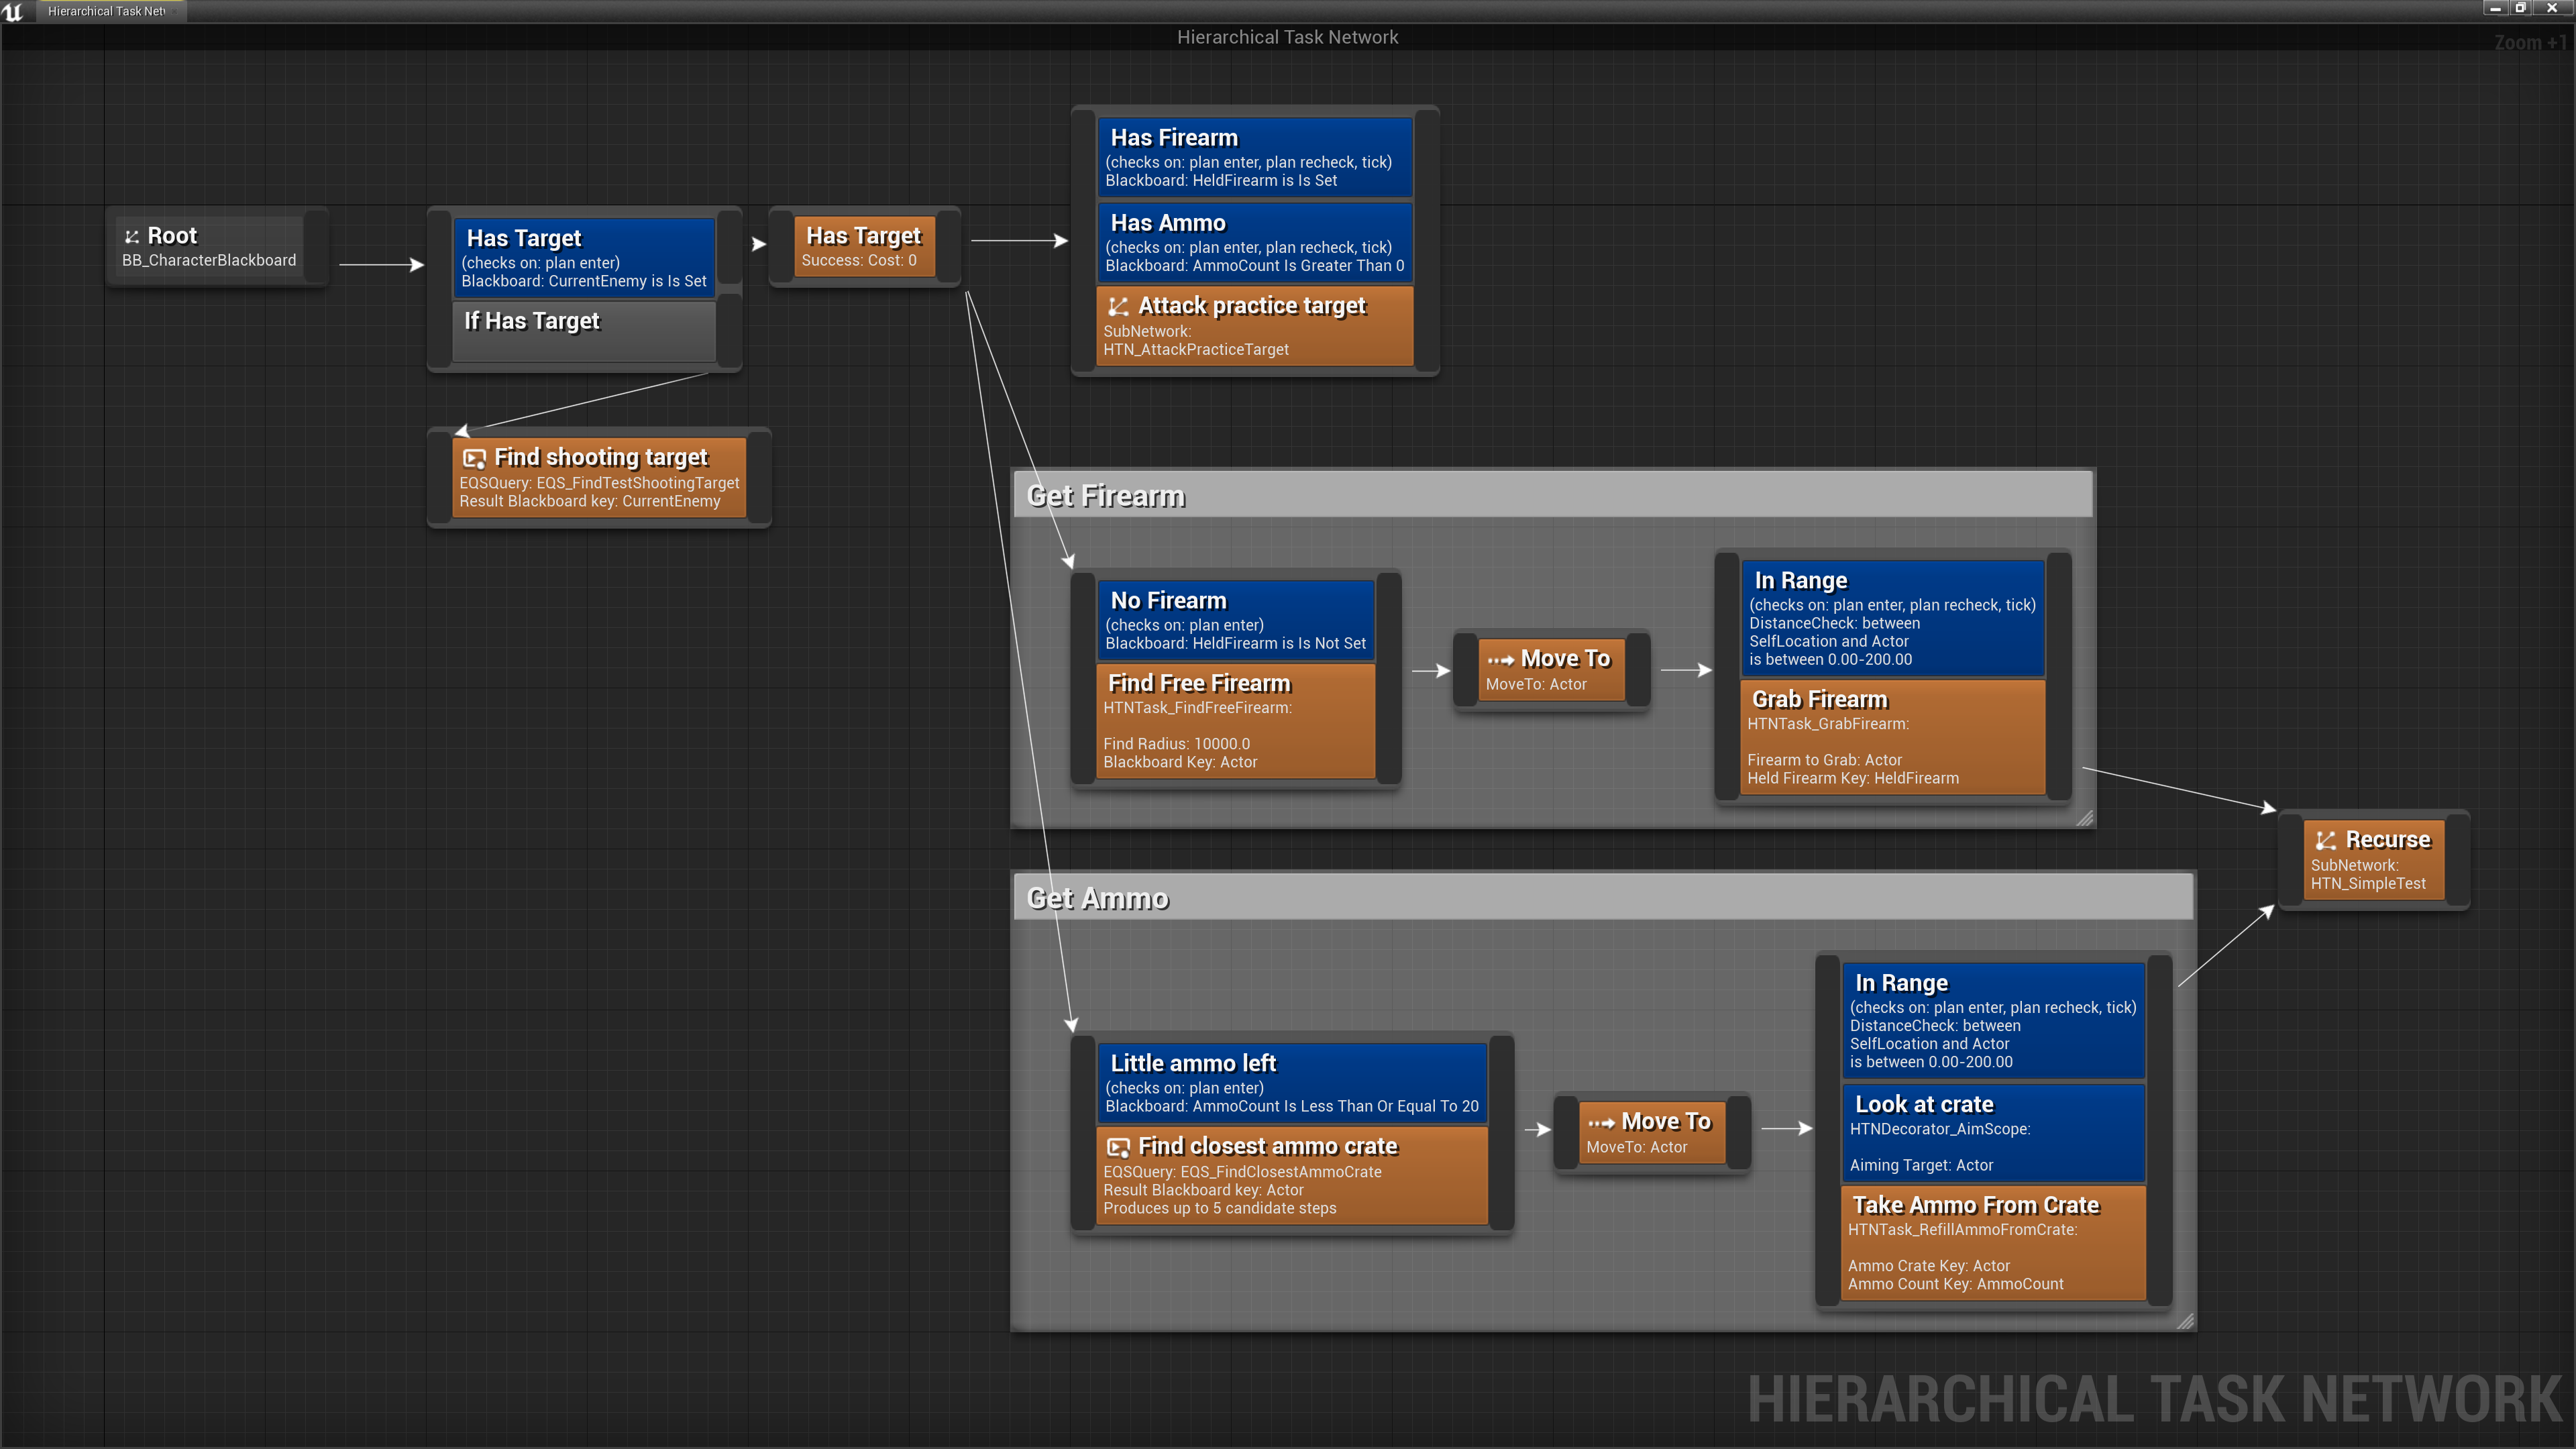 Hierarchical Task Net
Hierarchical Task Network
Zoom +1
Root
BB_CharacterBlackboard
Has Target
(checks on: plan enter)
Blackboard: CurrentEnemy is Is Set
If Has Target
Has Target
Success: Cost: 0
Has Firearm
(checks on: plan enter, plan recheck, tick)
Blackboard: HeldFirearm is Is Set
Has Ammo
(checks on: plan enter, plan recheck, tick)
Blackboard: AmmoCount Is Greater Than 0
Attack practice target
SubNetwork:
HTN_AttackPracticeTarget
Find shooting target
EQSQuery: EQS_FindTestShootingTarget
Result Blackboard key: CurrentEnemy
Get Firearm
No Firearm
(checks on: plan enter)
Blackboard: HeldFirearm is Is Not Set
Find Free Firearm
HTNTask_FindFreeFirearm:
Find Radius: 10000.0
Blackboard Key: Actor
Move To
MoveTo: Actor
In Range
(checks on: plan enter, plan recheck, tick)
DistanceCheck: between
SelfLocation and Actor
is between 0.00-200.00
Grab Firearm
HTNTask_GrabFirearm:
Firearm to Grab: Actor
Held Firearm Key: HeldFirearm
Recurse
SubNetwork:
HTN_SimpleTest
Get Ammo
Little ammo left
(checks on: plan enter)
Blackboard: AmmoCount Is Less Than Or Equal To 20
Find closest ammo crate
EQSQuery: EQS_FindClosestAmmoCrate
Result Blackboard key: Actor
Produces up to 5 candidate steps
Move To
MoveTo: Actor
In Range
(checks on: plan enter, plan recheck, tick)
DistanceCheck: between
SelfLocation and Actor
is between 0.00-200.00
Look at crate
HTNDecorator_AimScope:
Aiming Target: Actor
Take Ammo From Crate
HTNTask_RefillAmmoFromCrate:
Ammo Crate Key: Actor
Ammo Count Key: AmmoCount
HIERARCHICAL TASK NETWORK